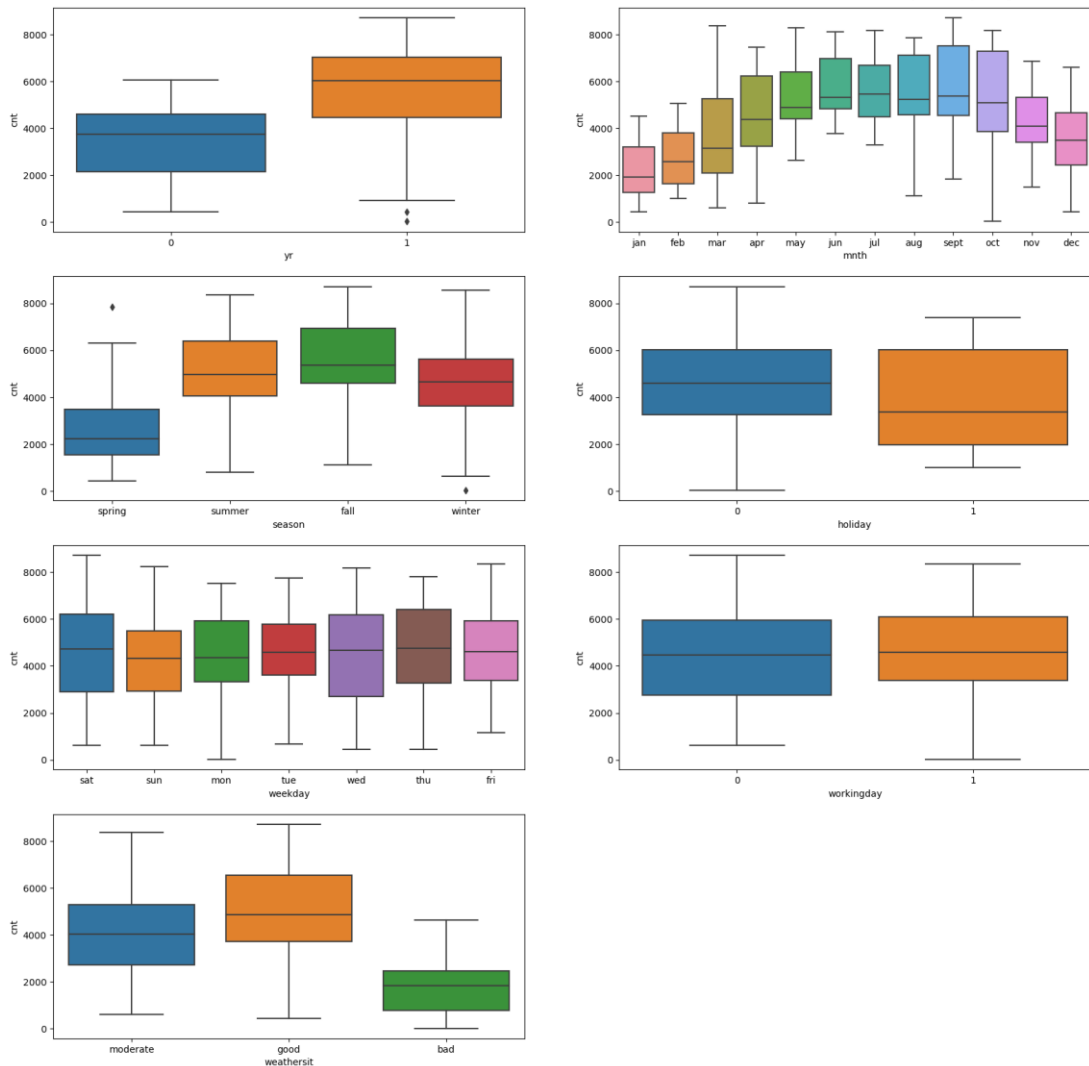 8000
6000
4000
2000
0
cnt
0 1
yr
8000
6000
4000
2000
0
cnt
jan feb mar apr may jun jul aug sept oct nov dec
mnth
8000
6000
4000
2000
0
cnt
spring summer fall winter
season
8000
6000
4000
2000
0
cnt
0 1
holiday
8000
6000
4000
2000
0
cnt
sat sun mon tue wed thu fri
weekday
8000
6000
4000
2000
0
cnt
0 1
workingday
8000
6000
4000
2000
0
cnt
moderate good bad
weathersit